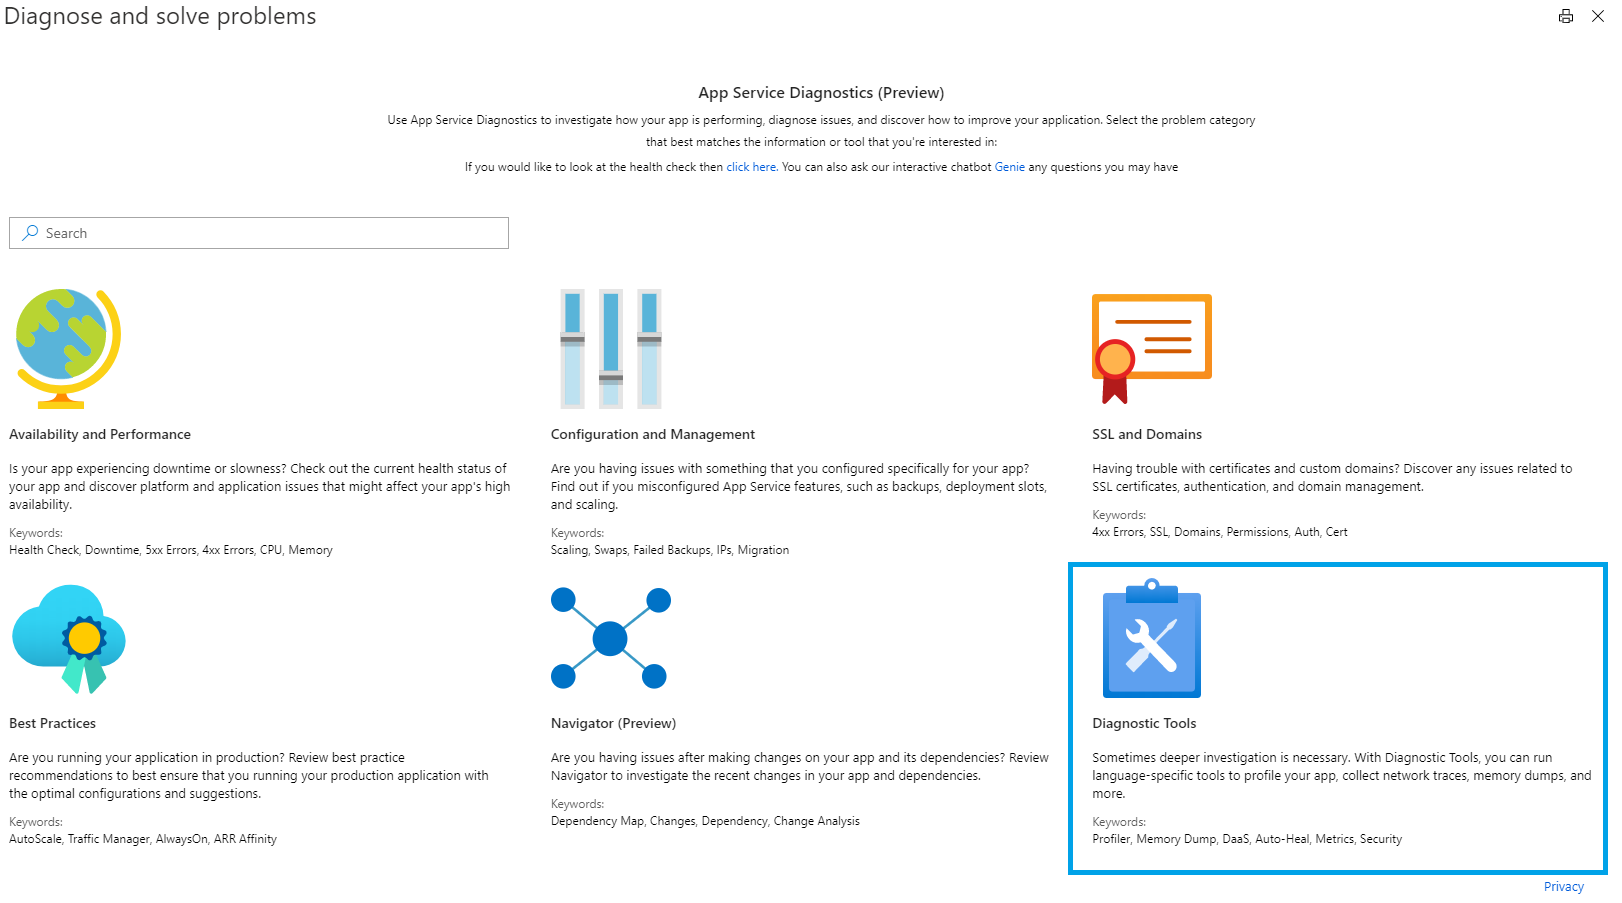 Diagnose and solve problems
App Service Diagnostics (Preview)
Use App Service Diagnostics to investigate how your app is performing, diagnose issues, and discover how to improve your application. Select the problem category
that best matches the information or tool that you're interested in:
If you would like to look at the health check then click here. You can also ask our interactive chatbot Genie any questions you may have
Search
Availability and Performance
Is your app experiencing downtime or slowness? Check out the current health status of
your app and discover platform and application issues that might affect your app's high
availability.
Keywords:
Health Check, Downtime, 5xx Errors, 4xx Errors, CPU, Memory
Configuration and Management
Are you having issues with something that you configured specifically for your app?
Find out if you misconfigured App Service features, such as backups, deployment slots,
and scaling.
Keywords:
Scaling, Swaps, Failed Backups, IPs, Migration
SSL and Domains
Having trouble with certificates and custom domains? Discover any issues related to
SSL certificates, authentication, and domain management.
Keywords:
4xx Errors, SSL, Domains, Permissions, Auth, Cert
Best Practices
Are you running your application in production? Review best practice
recommendations to best ensure that you running your production application with
the optimal configurations and suggestions.
Keywords:
AutoScale, Traffic Manager, AlwaysOn, ARR Affinity
Navigator (Preview)
Are you having issues after making changes on your app and its dependencies? Review
Navigator to investigate the recent changes in your app and dependencies.
Keywords:
Dependency Map, Changes, Dependency, Change Analysis
Diagnostic Tools
Sometimes deeper investigation is necessary. With Diagnostic Tools, you can run
language-specific tools to profile your app, collect network traces, memory dumps, and
more.
Keywords:
Profiler, Memory Dump, DaaS, Auto-Heal, Metrics, Security
Privacy